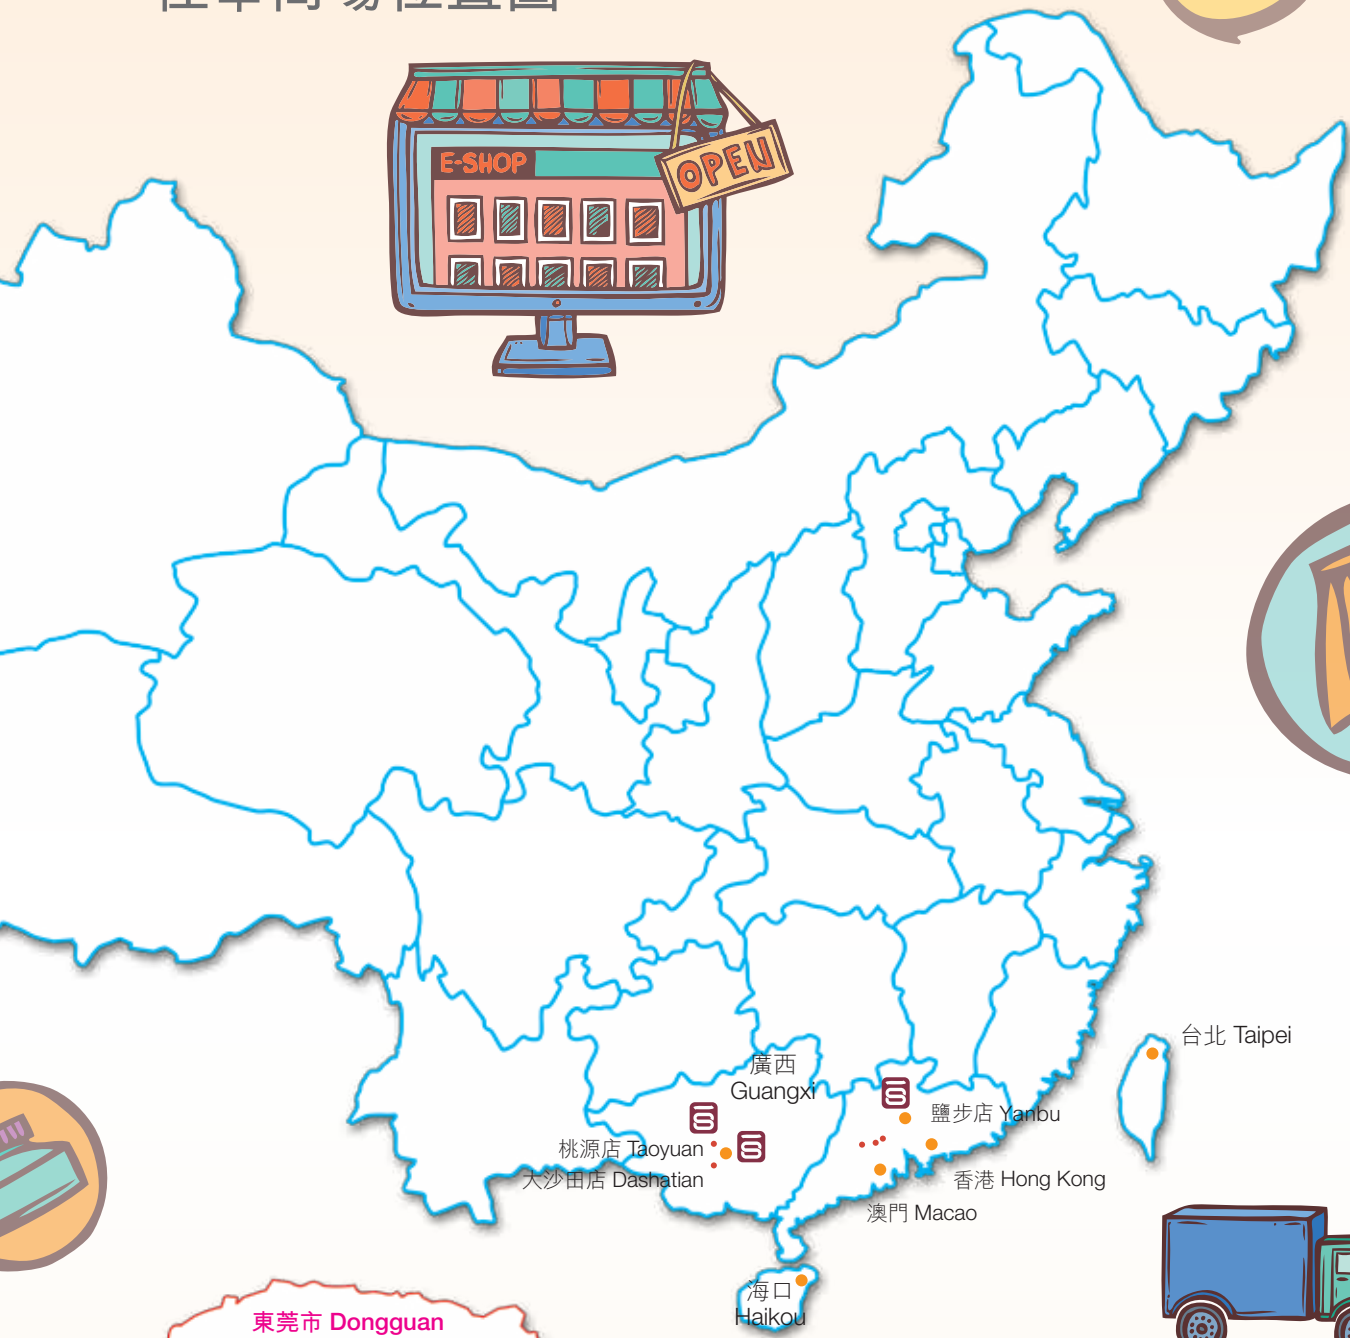 E-SHOP
OPEN
台北 Taipei
廣西
Guangxi
鹽步店 Yanbu
桃源店 Taoyuan
大沙田店 Dashatian
香港 Hong Kong
澳門 Macao
海口
Haikou
東莞市 Dongguan